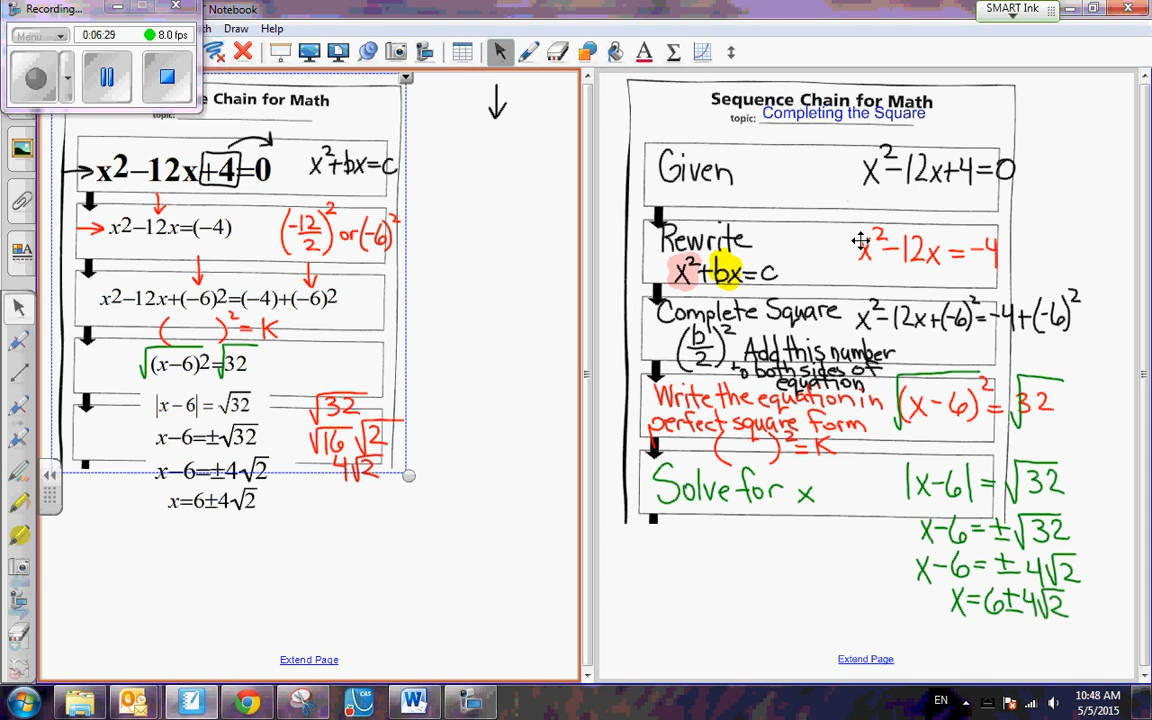 Recording...
Notebook
SMART Ink
Menu
0:06:29
8.0 fps
Draw Help
e Chain for Math
topic:
x2−12x+4=0
x²+bx=c
x2−12x=(−4)
(-12/2)² or (-6)²
x2−12x+(−6)2=(−4)+(−6)2
( )² = K
√(x−6)2=√32
|x−6| = √32
x−6=±√32
x−6=±4√2
x=6±4√2
√32
√16 √2
4√2
Extend Page
Sequence Chain for Math
topic: Completing the Square
Given
x²-12x+4=0
Rewrite
x²+bx=c
x²-12x=-4
Complete Square
x²-12x+(-6)²=-4+(-6)²
(b/2)² Add this number
to both sides of
equation
Write the equation in
perfect square form
( )² = K
√(x-6)² = √32
Solve for x
|x-6| = √32
x-6=±√32
x-6=±4√2
x=6±4√2
Extend Page
CAS
EN
10:48 AM
5/5/2015